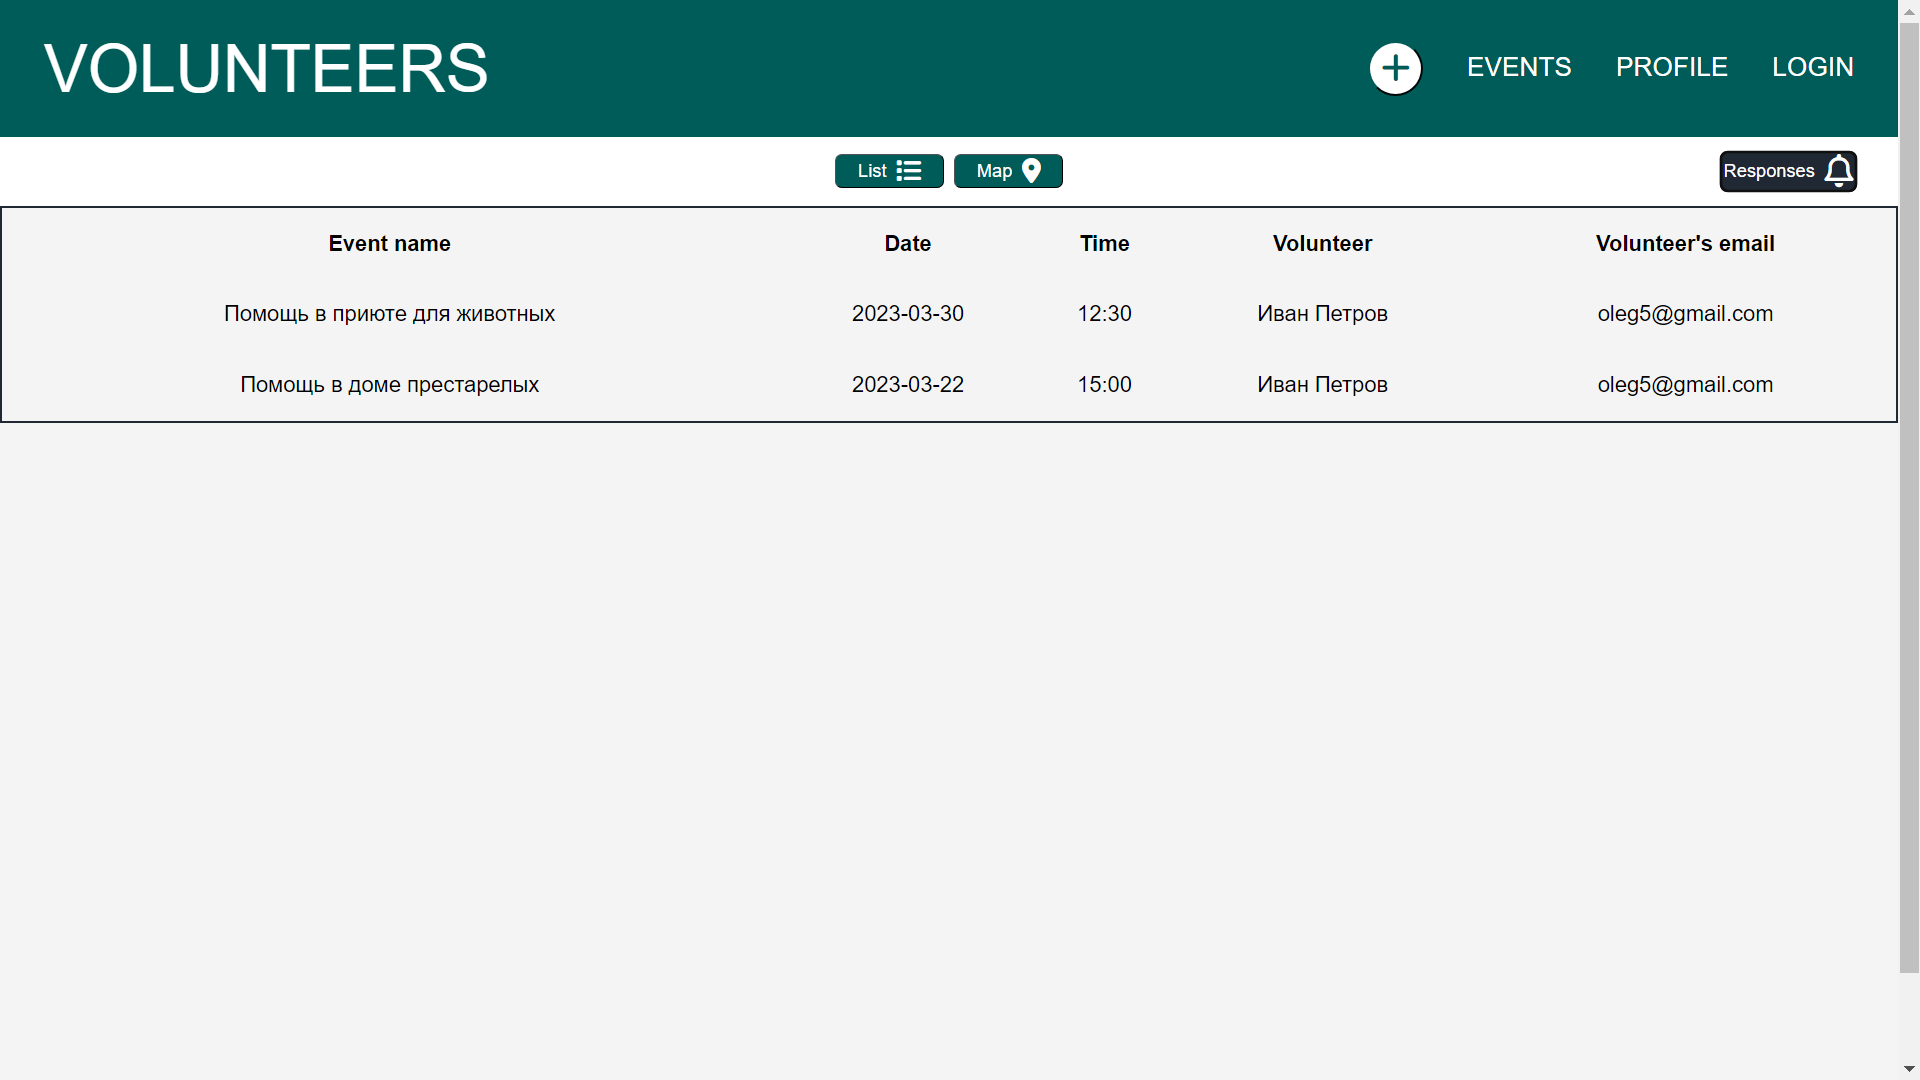 VOLUNTEERS EVENTS PROFILE LOGIN
List Map Responses
Event name Date Time Volunteer Volunteer's email
Помощь в приюте для животных 2023-03-30 12:30 Иван Петров oleg5@gmail.com
Помощь в доме престарелых 2023-03-22 15:00 Иван Петров oleg5@gmail.com